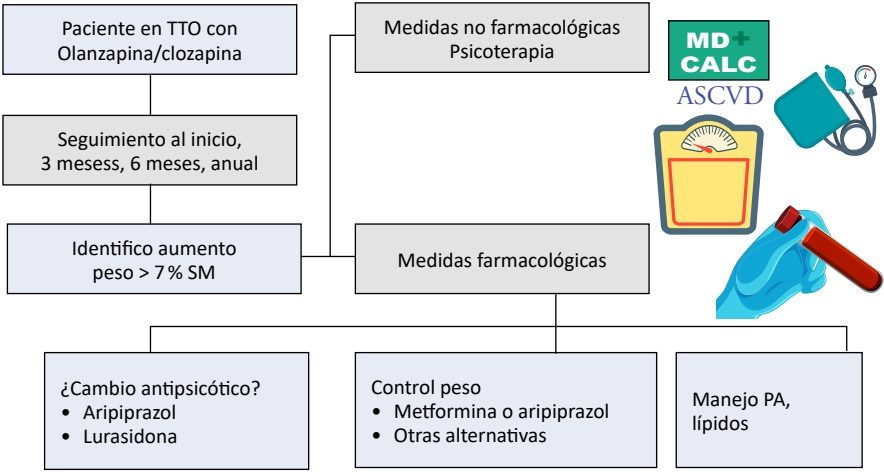 Paciente en TTO con
Olanzapina/clozapina
Medidas no farmacológicas
Psicoterapia
MD+
CALC
ASCVD
Seguimiento al inicio,
3 mesess, 6 meses, anual
Identifico aumento
peso > 7 % SM
Medidas farmacológicas
¿Cambio antipsicótico?
• Aripiprazol
• Lurasidona
Control peso
• Metformina o aripiprazol
• Otras alternativas
Manejo PA,
lípidos